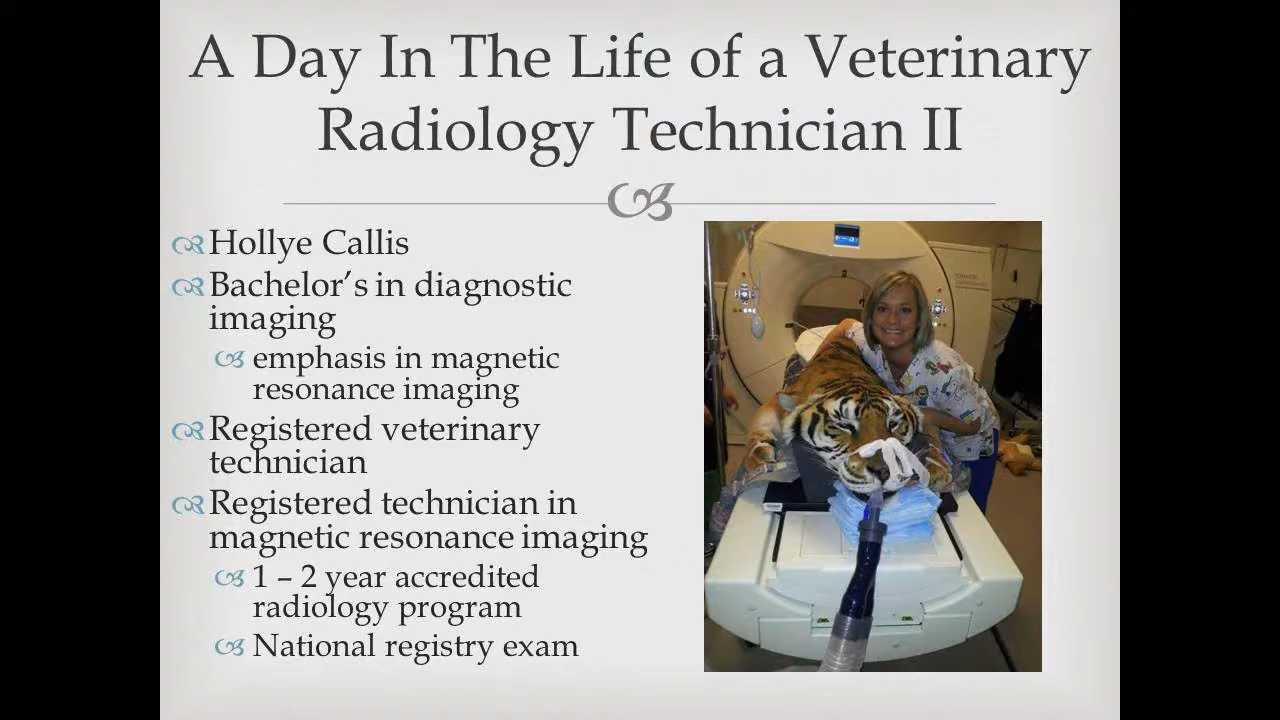 A Day In The Life of a Veterinary
Radiology Technician II
Hollye Callis
Bachelor’s in diagnostic
imaging
emphasis in magnetic
resonance imaging
Registered veterinary
technician
Registered technician in
magnetic resonance imaging
1 – 2 year accredited
radiology program
National registry exam